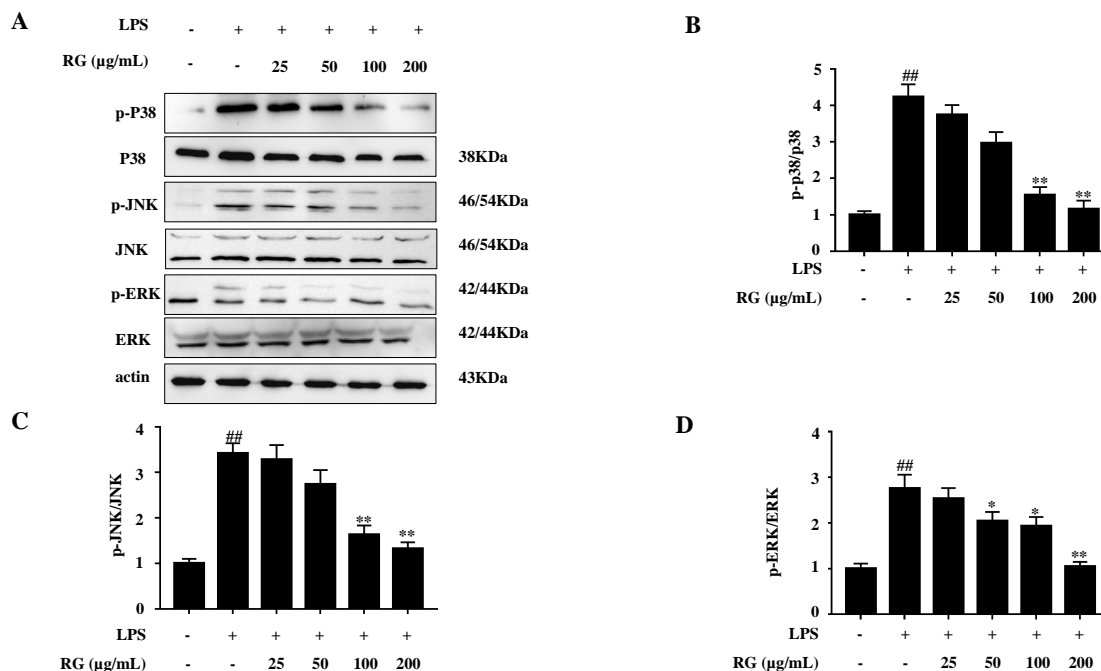 A
LPS - + + + + +
RG (µg/mL) - - 25 50 100 200
p-P38
P38 38KDa
p-JNK 46/54KDa
JNK 46/54KDa
p-ERK 42/44KDa
ERK 42/44KDa
actin 43KDa
B
5
4
3
2
1
0
p-p38/p38
##
**
**
LPS - + + + + +
RG (µg/mL) - - 25 50 100 200
C
4
3
2
1
0
p-JNK/JNK
##
**
**
LPS - + + + + +
RG (µg/mL) - - 25 50 100 200
D
4
3
2
1
0
p-ERK/ERK
##
*
*
**
LPS - + + + + +
RG (µg/mL) - - 25 50 100 200